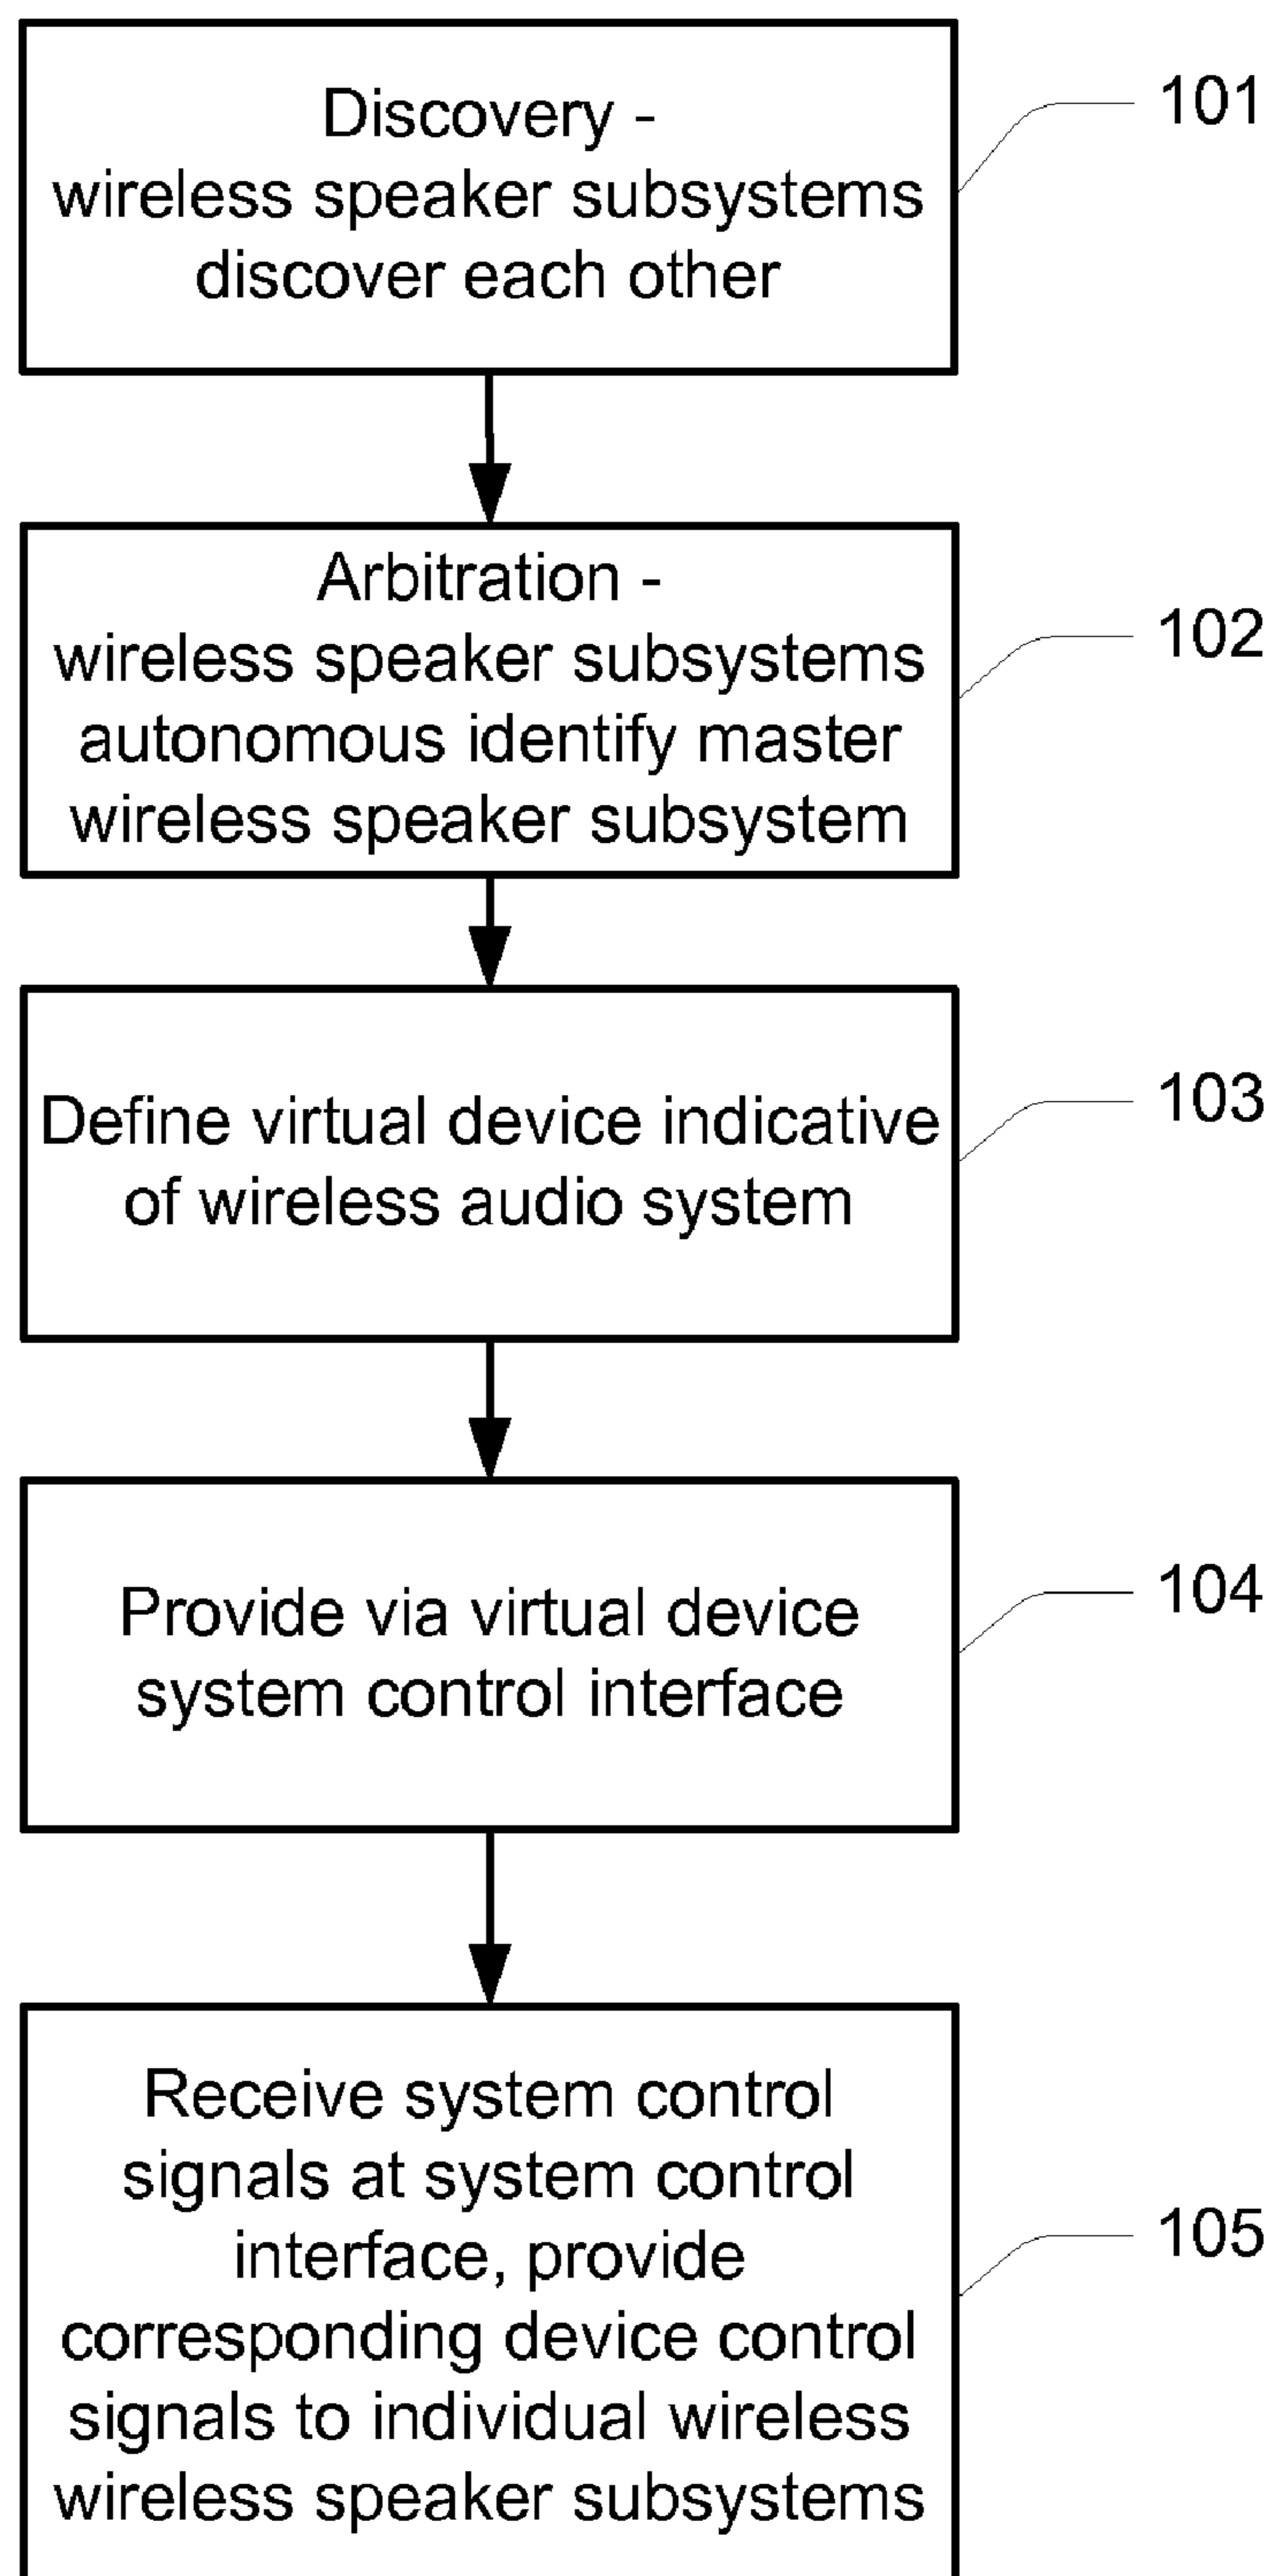 Discovery -
wireless speaker subsystems
discover each other
101
Arbitration -
wireless speaker subsystems
autonomous identify master
wireless speaker subsystem
102
Define virtual device indicative
of wireless audio system
103
Provide via virtual device
system control interface
104
Receive system control
signals at system control
interface, provide
corresponding device control
signals to individual wireless
wireless speaker subsystems
105